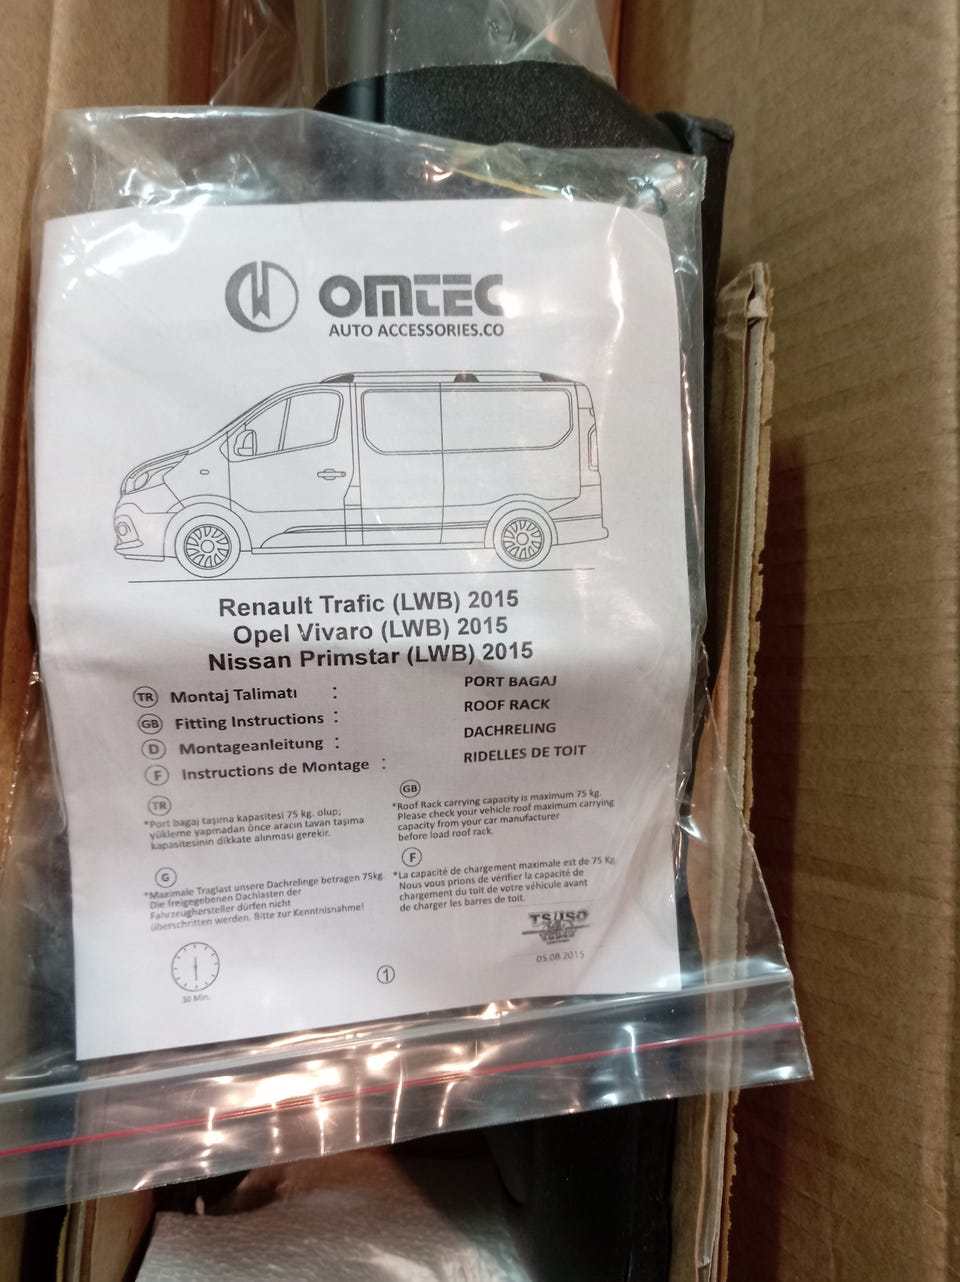 OMTEC
AUTO ACCESSORIES.CO
Renault Trafic (LWB) 2015
Opel Vivaro (LWB) 2015
Nissan Primstar (LWB) 2015
TR Montaj Talimatı : PORT BAGAJ
GB Fitting Instructions : ROOF RACK
D Montageanleitung : DACHRELING
F Instructions de Montage : RIDELLES DE TOIT
TR
*Port bagaj taşıma kapasitesi 75 kg. olup;
yükleme yapmadan önce aracın tavan taşıma
kapasitesinin dikkate alınması gerekir.
GB
*Roof Rack carrying capacity is maximum 75 kg.
Please check your vehicle roof maximum carrying
capacity from your car manufacturer
before load roof rack.
G
*Maximale Traglast unsere Dachrelinge betragen 75kg
Die freigegebenen Dachlasten der
Fahrzeughersteller dürfen nicht
überschritten werden. Bitte zur Kenntnisnahme!
F
*La capacité de chargement maximale est de 75 Kg
Nous vous prions de vérifier la capacité de
chargement du toit de votre véhicule avant
de charger les barres de toit.
30 Min.
1
05.08.2015